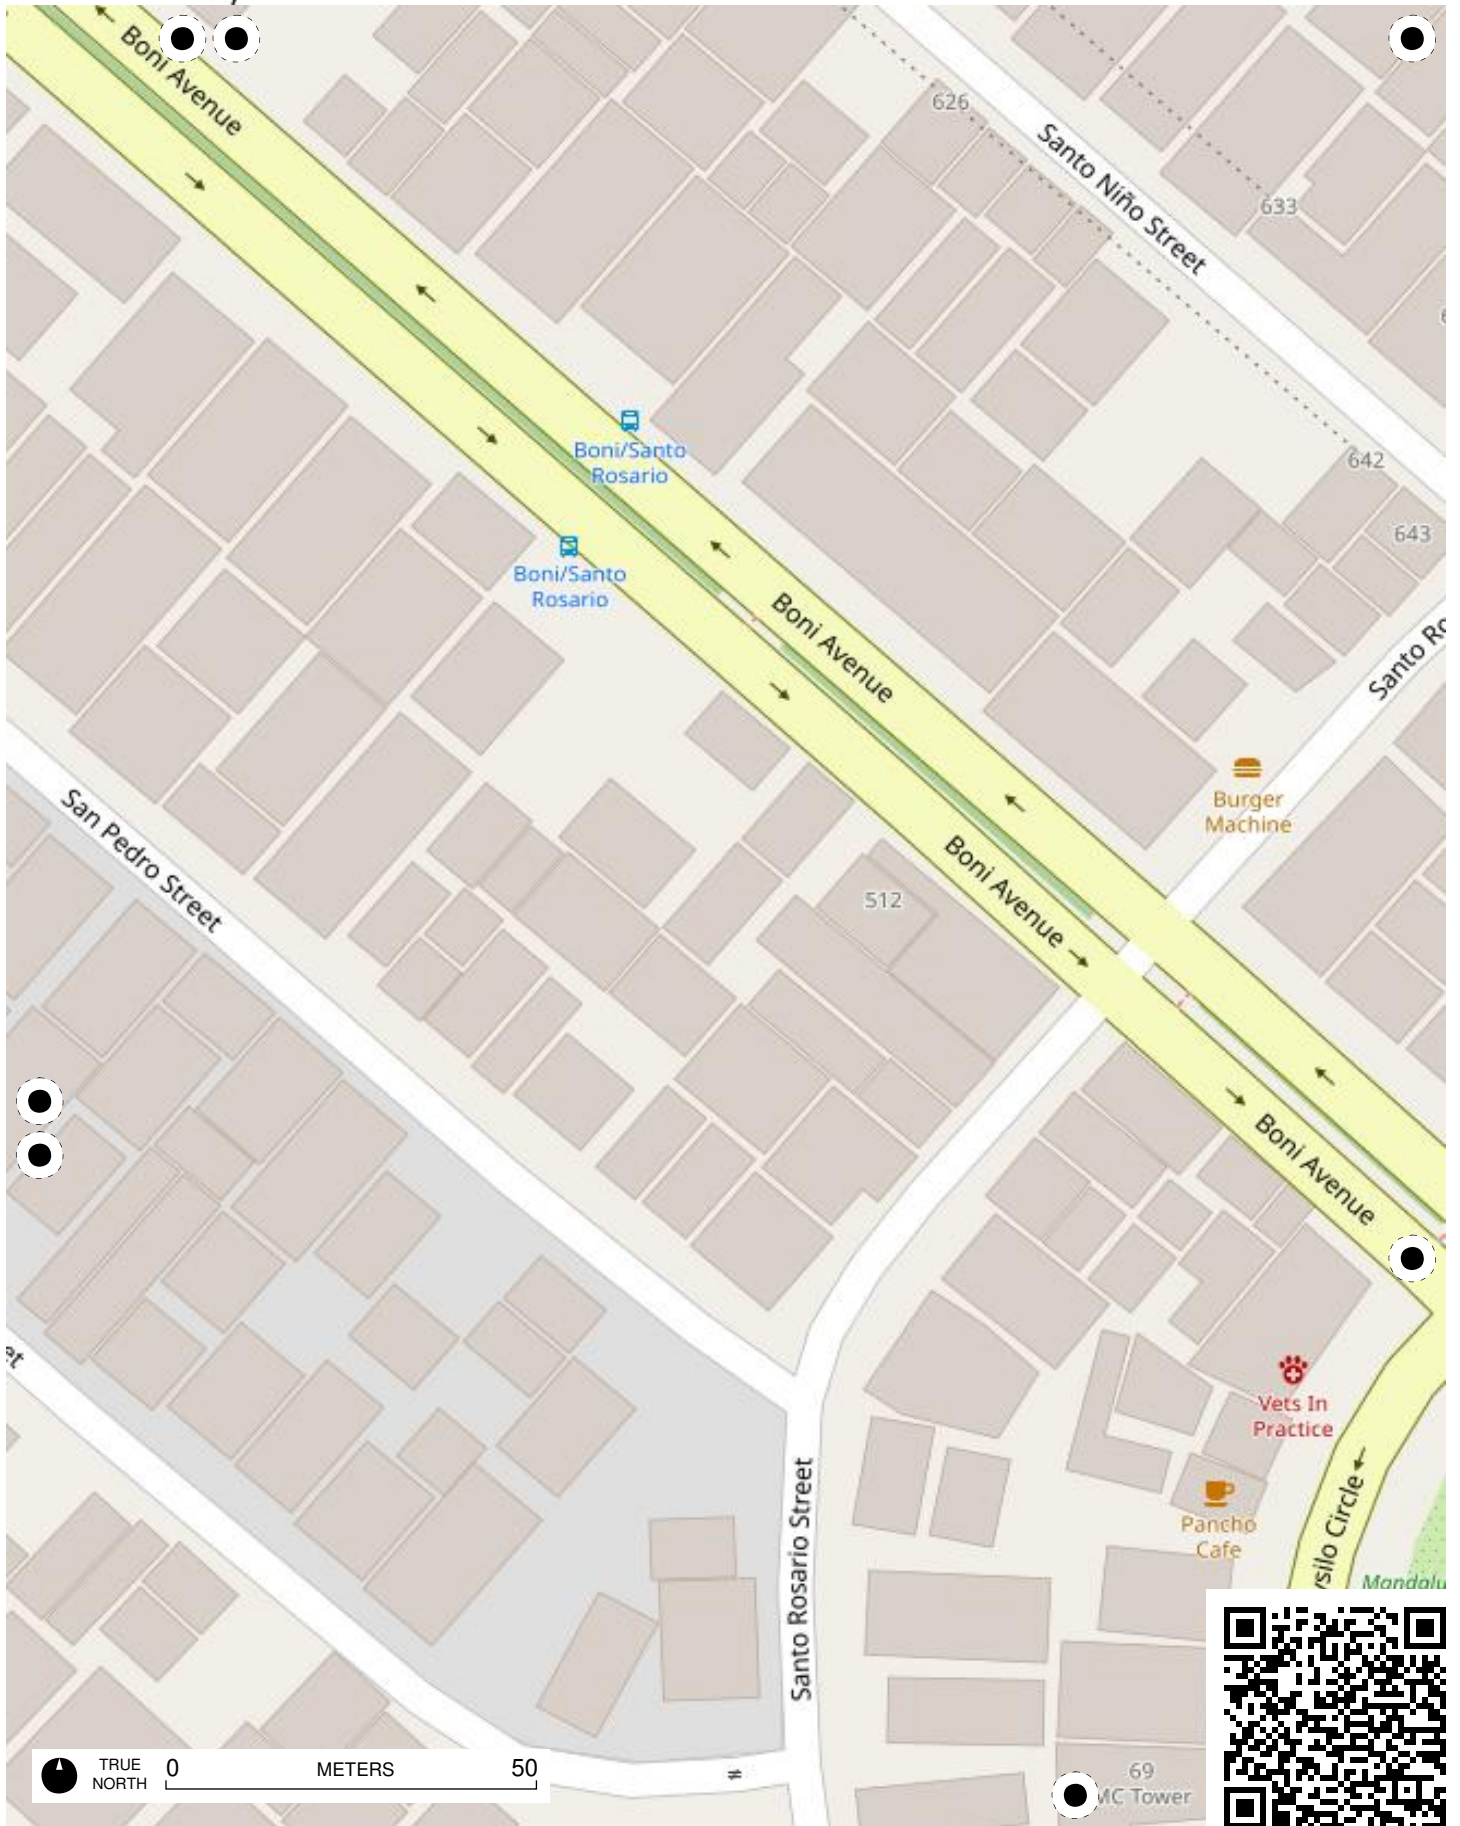 Boni Avenue
626
Santo Niño Street
633
Boni/Santo
Rosario
642
643
Boni/Santo
Rosario
Boni Avenue
Burger
Machine
San Pedro Street
Boni Avenue
512
Boni Avenue
Vets In
Practice
Pancho
Cafe
Santo Rosario Street
Circle
69
MC Tower
TRUE
NORTH
0
METERS
50